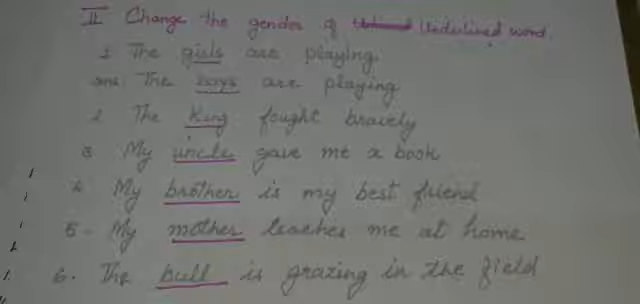 II Change the gender of Underlined word.
1 The girls are playing.
ans. The boys are playing
2 The King fought bravely
3 My uncle gave me a book
4 My brother is my best friend
5. My mother teaches me at home
6. The bull is grazing in the field